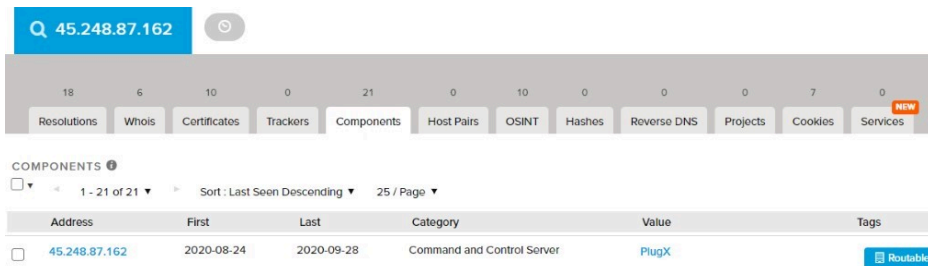 45.248.87.162
18 6 10 0 21 0 10 0 0 0 7 0
NEW
Resolutions Whois Certificates Trackers Components Host Pairs OSINT Hashes Reverse DNS Projects Cookies Services
COMPONENTS
1 - 21 of 21 Sort : Last Seen Descending 25 / Page
Address First Last Category Value Tags
45.248.87.162 2020-08-24 2020-09-28 Command and Control Server PlugX Routable